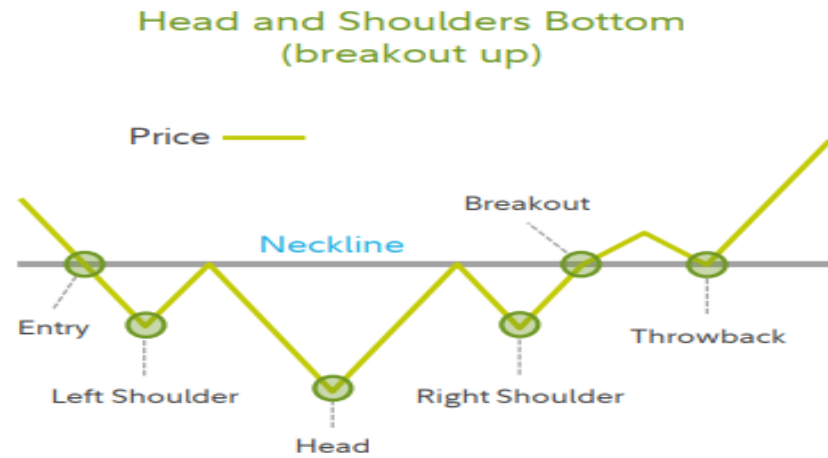 Head and Shoulders Bottom
(breakout up)
Price
Breakout
Neckline
Entry
Throwback
Left Shoulder
Right Shoulder
Head